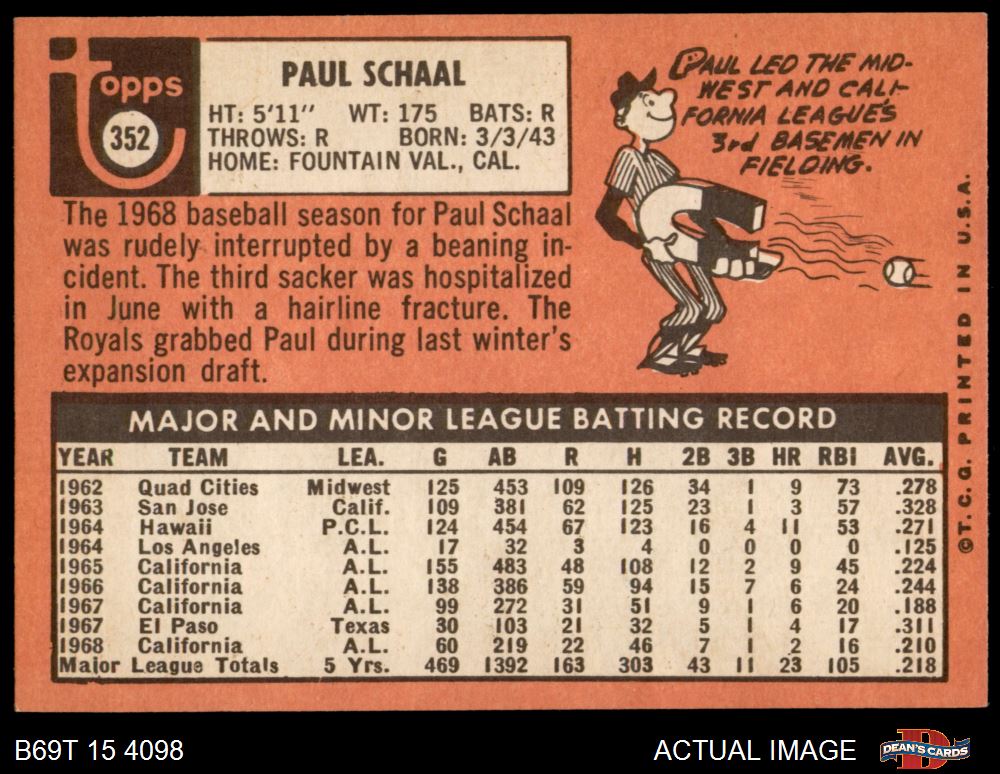 Topps
352
PAUL SCHAAL
HT: 5'11" WT: 175 BATS: R
THROWS: R BORN: 3/3/43
HOME: FOUNTAIN VAL., CAL.
PAUL LED THE MID-
WEST AND CALI-
FORNIA LEAGUE'S
3rd BASEMEN IN
FIELDING.
The 1968 baseball season for Paul Schaal
was rudely interrupted by a beaning in-
cident. The third sacker was hospitalized
in June with a hairline fracture. The
Royals grabbed Paul during last winter's
expansion draft.
MAJOR AND MINOR LEAGUE BATTING RECORD
YEAR TEAM LEA. G AB R H 2B 3B HR RBI AVG.
1962 Quad Cities Midwest 125 453 109 126 34 1 9 73 .278
1963 San Jose Calif. 109 381 62 125 23 1 3 57 .328
1964 Hawaii P.C.L. 124 454 67 123 16 4 11 53 .271
1964 Los Angeles A.L. 17 32 3 4 0 0 0 0 .125
1965 California A.L. 155 483 48 108 12 2 9 45 .224
1966 California A.L. 138 386 59 94 15 7 6 24 .244
1967 California A.L. 99 272 31 51 9 1 6 20 .188
1967 El Paso Texas 30 103 21 32 5 1 4 17 .311
1968 California A.L. 60 219 22 46 7 1 2 16 .210
Major League Totals 5 Yrs. 469 1392 163 303 43 11 23 105 .218
©T.C.G. PRINTED IN U.S.A.
B69T 15 4098
ACTUAL IMAGE
D
DEAN'S CARDS